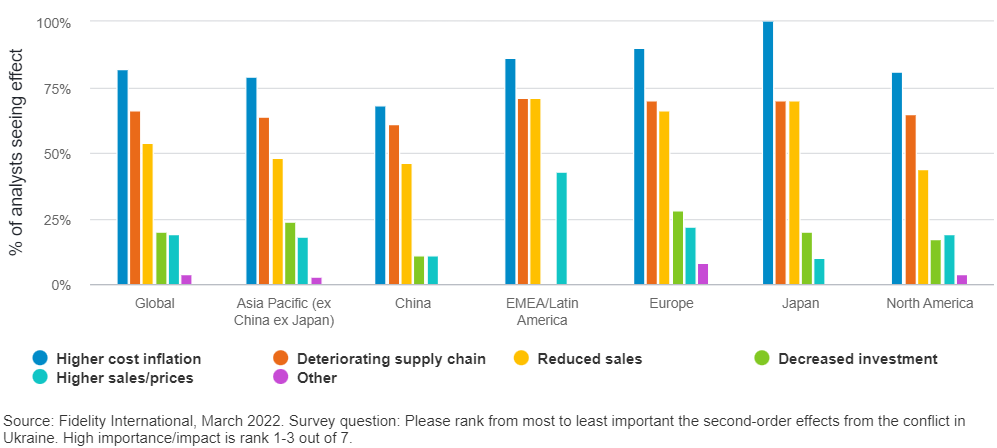 % of analysts seeing effect
100%
75%
50%
25%
0%
Global
Asia Pacific (ex
China ex Japan)
China
EMEA/Latin
America
Europe
Japan
North America
Higher cost inflation
Deteriorating supply chain
Reduced sales
Decreased investment
Higher sales/prices
Other
Source: Fidelity International, March 2022. Survey question: Please rank from most to least important the second-order effects from the conflict in
Ukraine. High importance/impact is rank 1-3 out of 7.